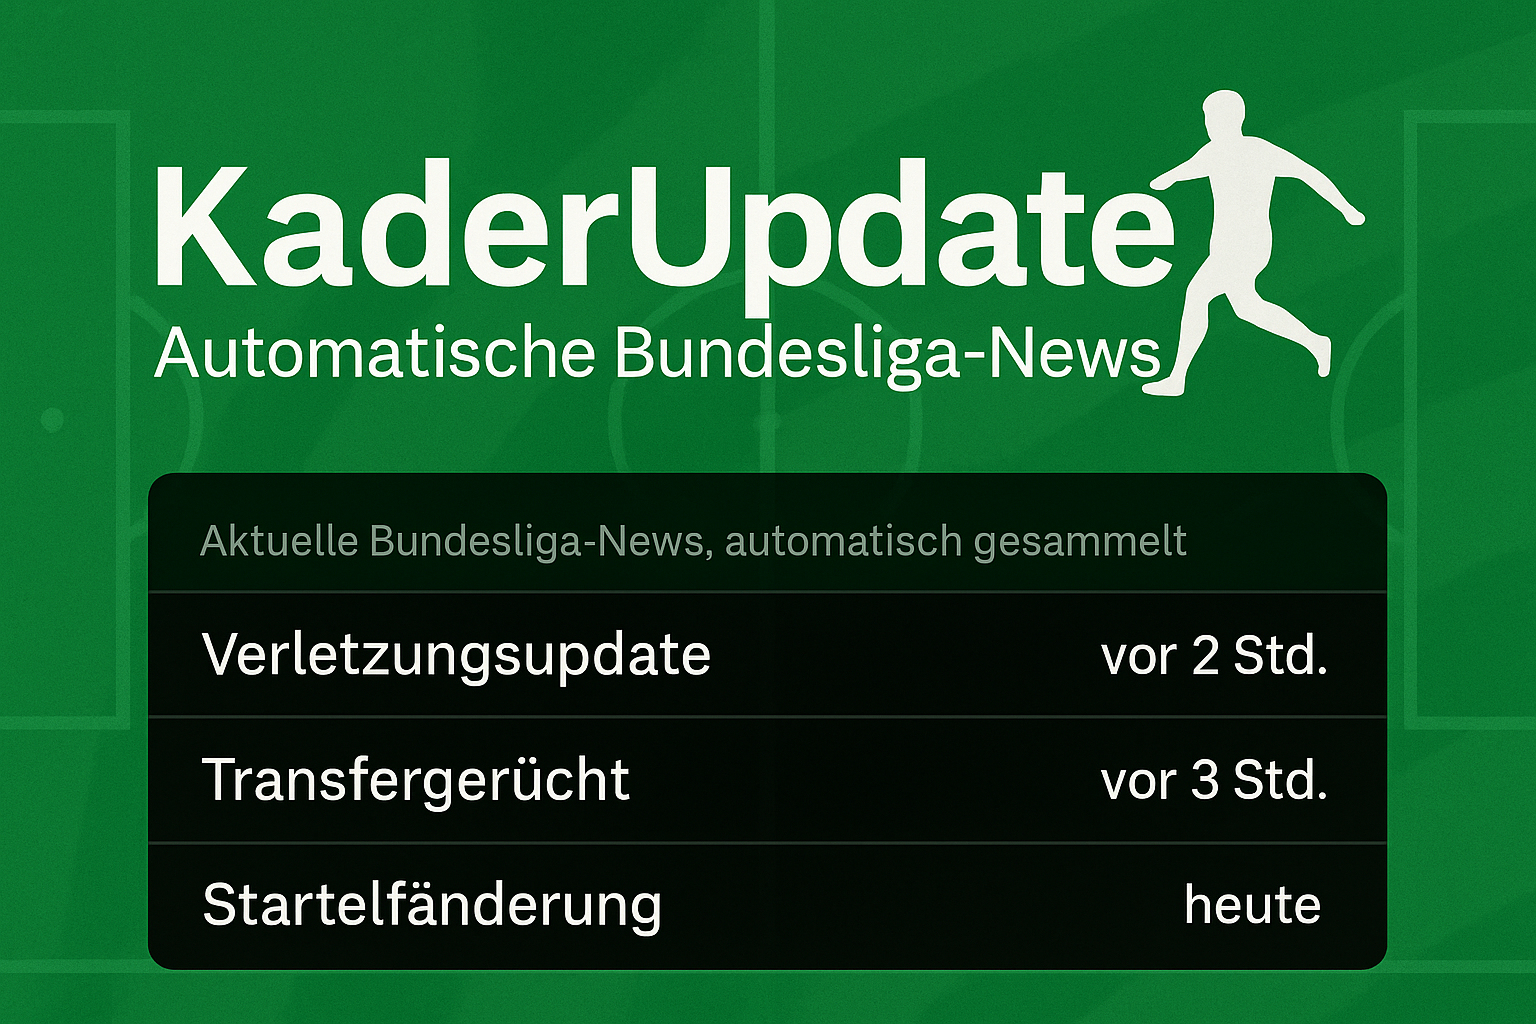 KaderUpdate
Automatische Bundesliga-News
Aktuelle Bundesliga-News, automatisch gesammelt
Verletzungsupdate vor 2 Std.
Transfergerücht vor 3 Std.
Startelfänderung heute